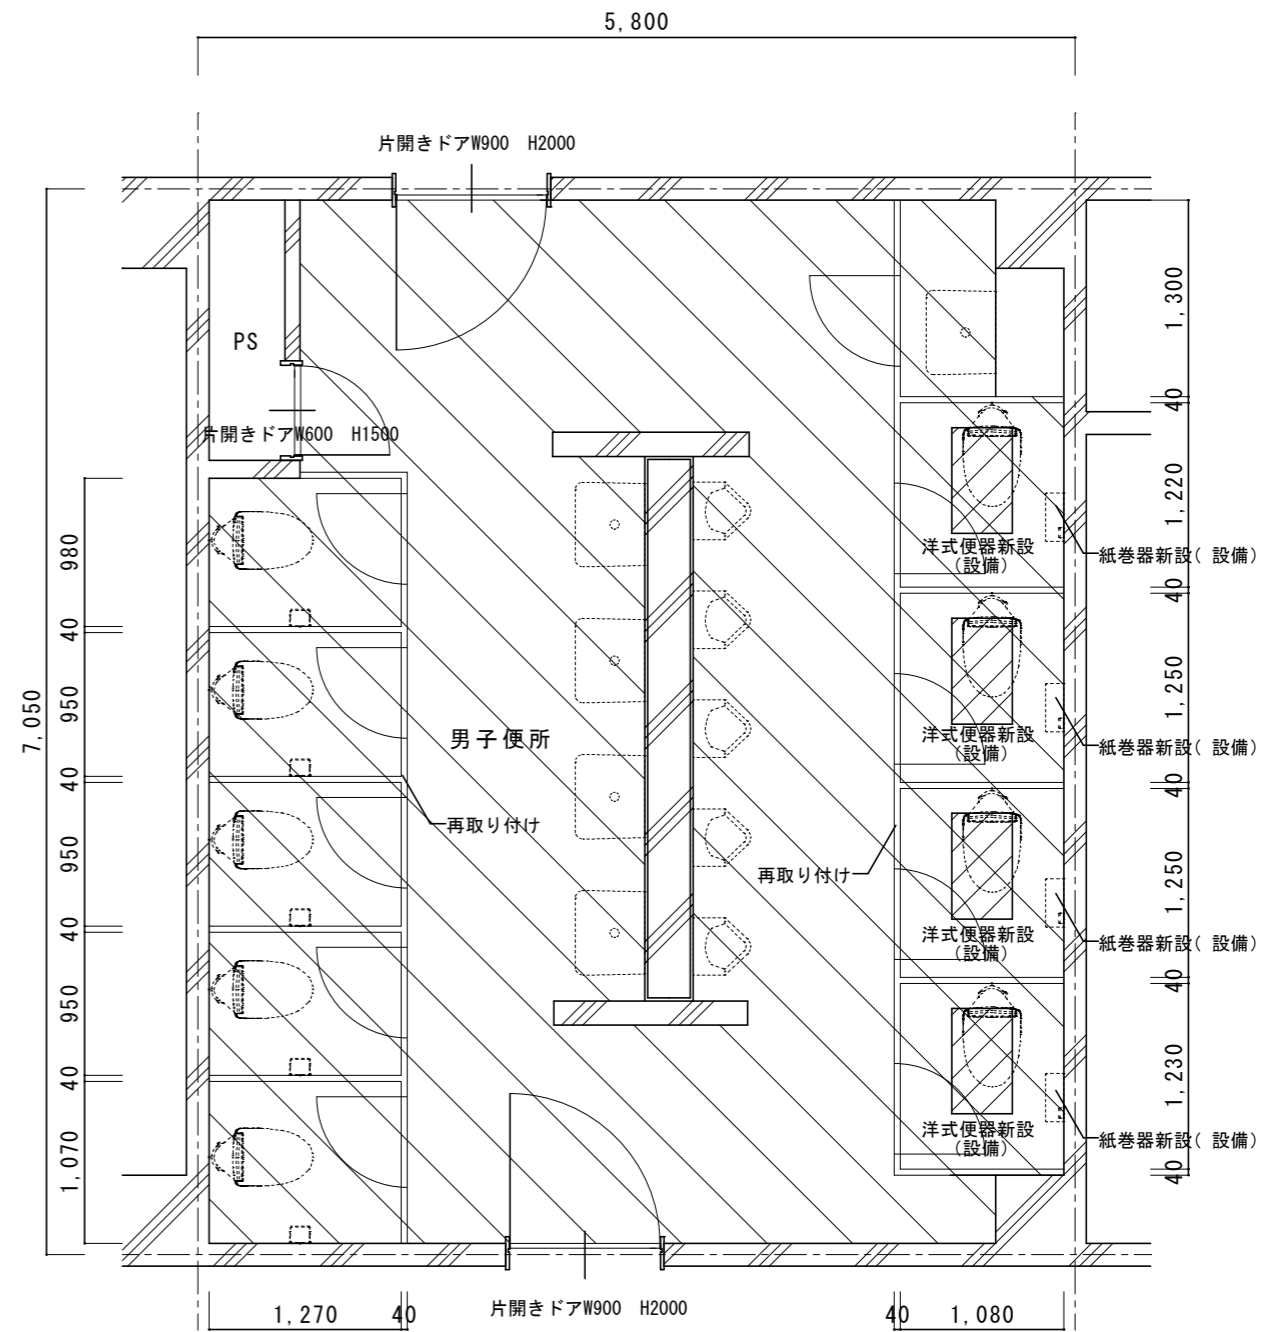 5,800
片開きドアW900 H2000
7,050
PS
片開きドアW600 H1500
980
40
950
40
950
40
950
40
1,070
男子便所
再取り付け
再取り付け
1,300
40
1,220
40
1,250
40
1,250
40
1,230
40
洋式便器新設
(設備)
紙巻器新設( 設備)
洋式便器新設
(設備)
紙巻器新設( 設備)
洋式便器新設
(設備)
紙巻器新設( 設備)
洋式便器新設
(設備)
紙巻器新設( 設備)
1,270
40
片開きドアW900 H2000
40
1,080